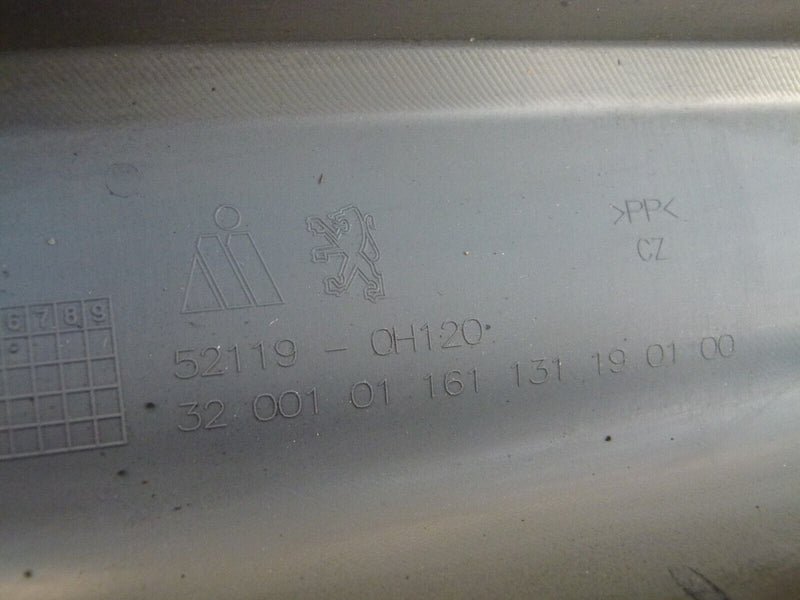 >PP<
CZ
6 7 8 9
52119 - 0H120
32 001 01 161 131 19 01 00